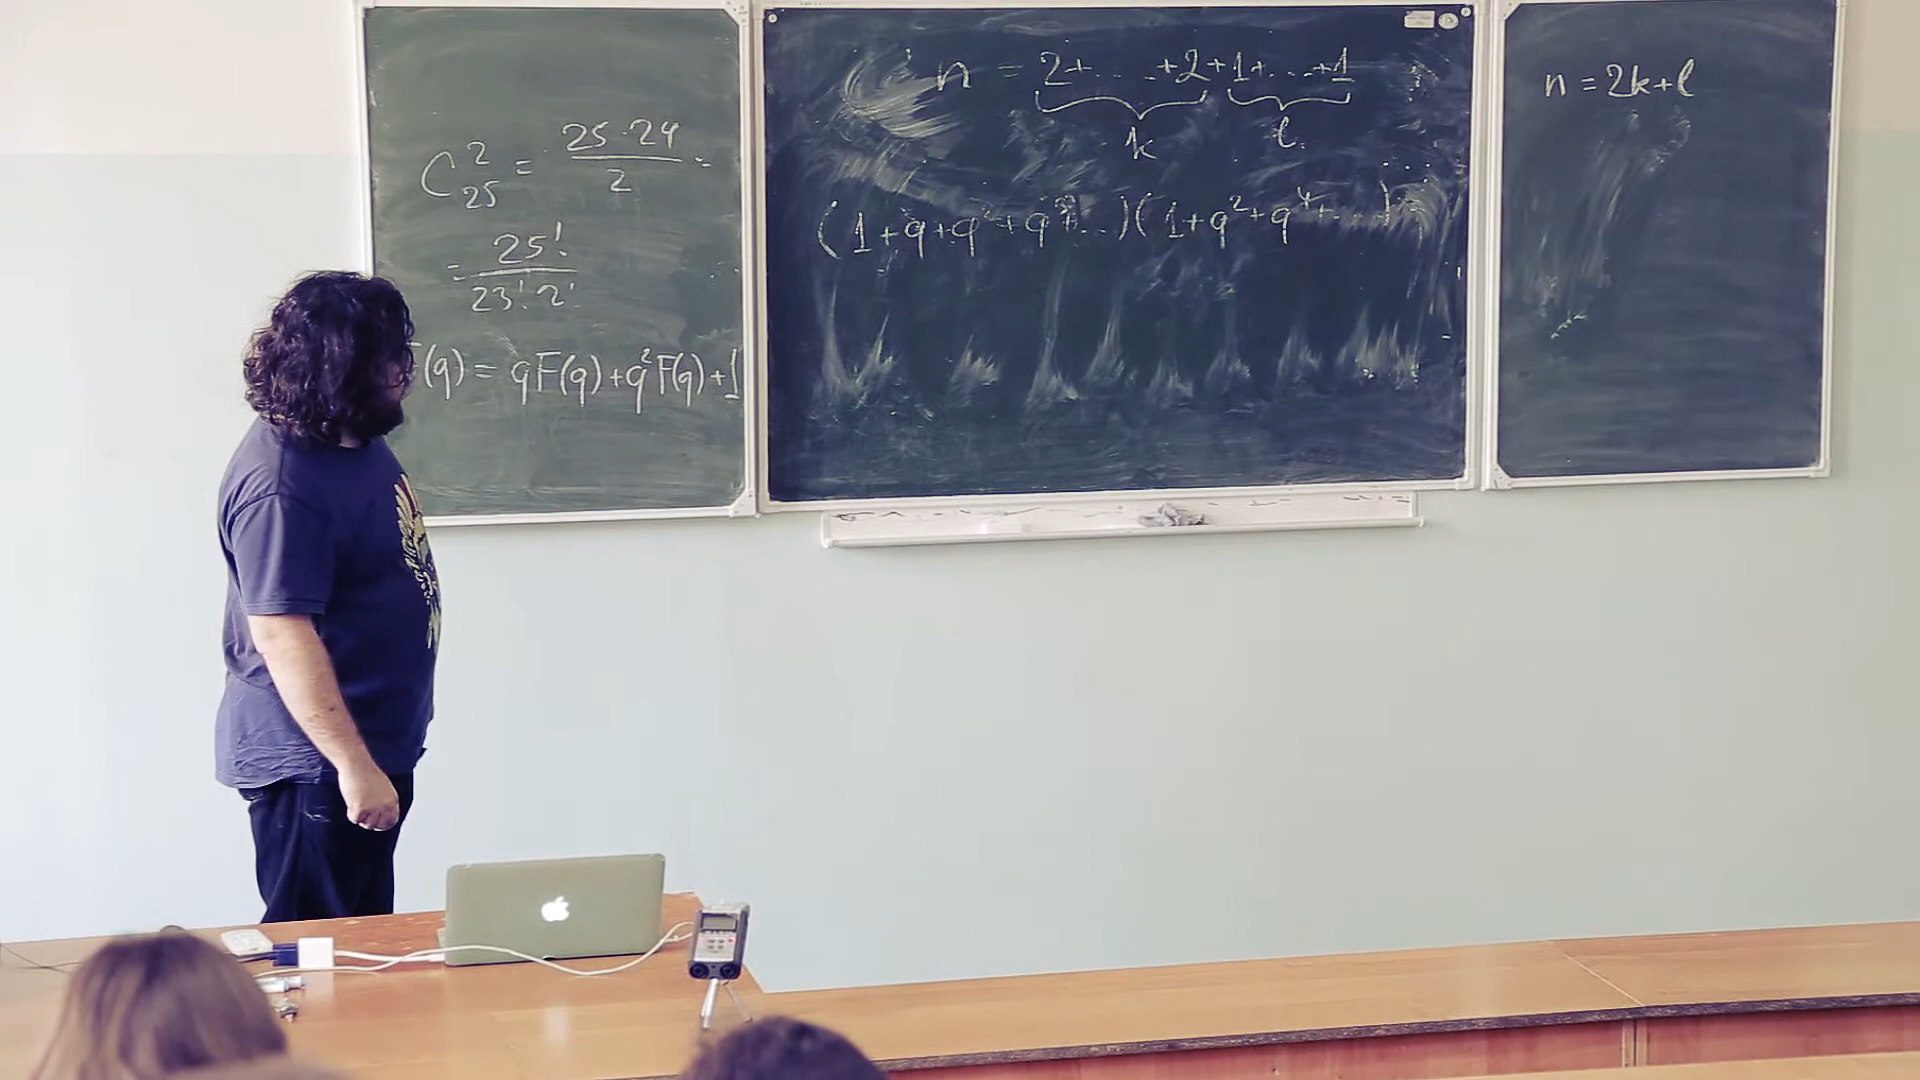 C²₂₅ = 25·24 / 2 =
= 25! / 23! 2!
(q) = qF(q)+q²F(q)+1
n = 2+...+2+1+...+1
k l
(1+q+q²+q³+...)(1+q²+q⁴+...)
n = 2k+l